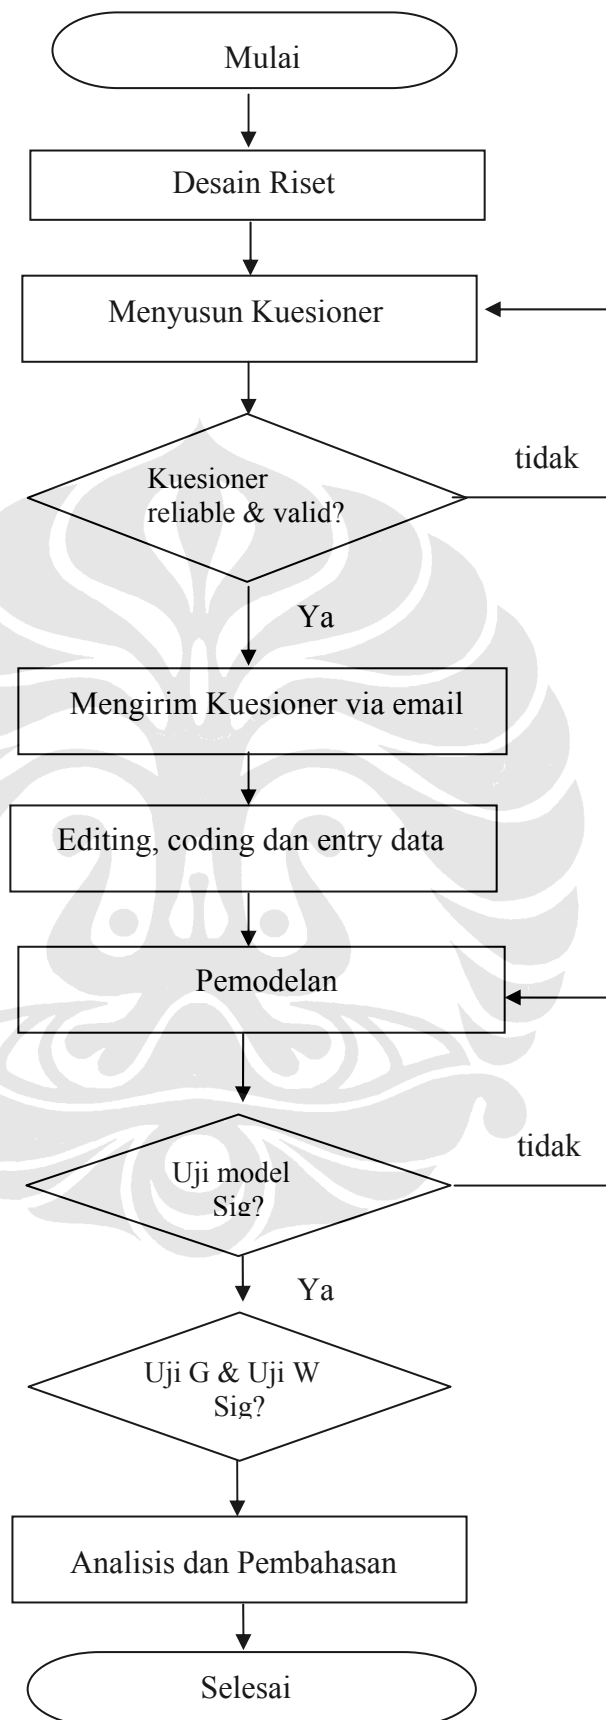 Mulai
Desain Riset
Menyusun Kuesioner
tidak
Kuesioner
reliable & valid?
Ya
Mengirim Kuesioner via email
Editing, coding dan entry data
Pemodelan
tidak
Uji model
Sig?
Ya
Uji G & Uji W
Sig?
Analisis dan Pembahasan
Selesai